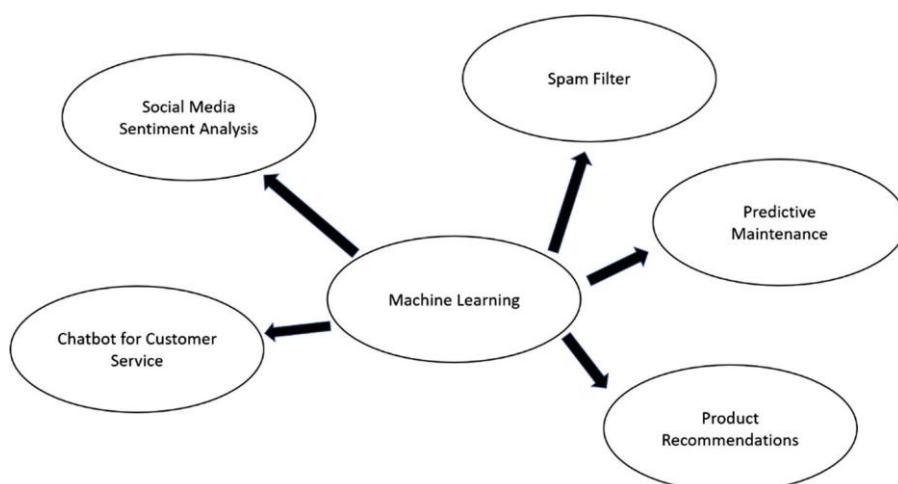 Spam Filter
Social Media
Sentiment Analysis
Predictive
Maintenance
Machine Learning
Chatbot for Customer
Service
Product
Recommendations